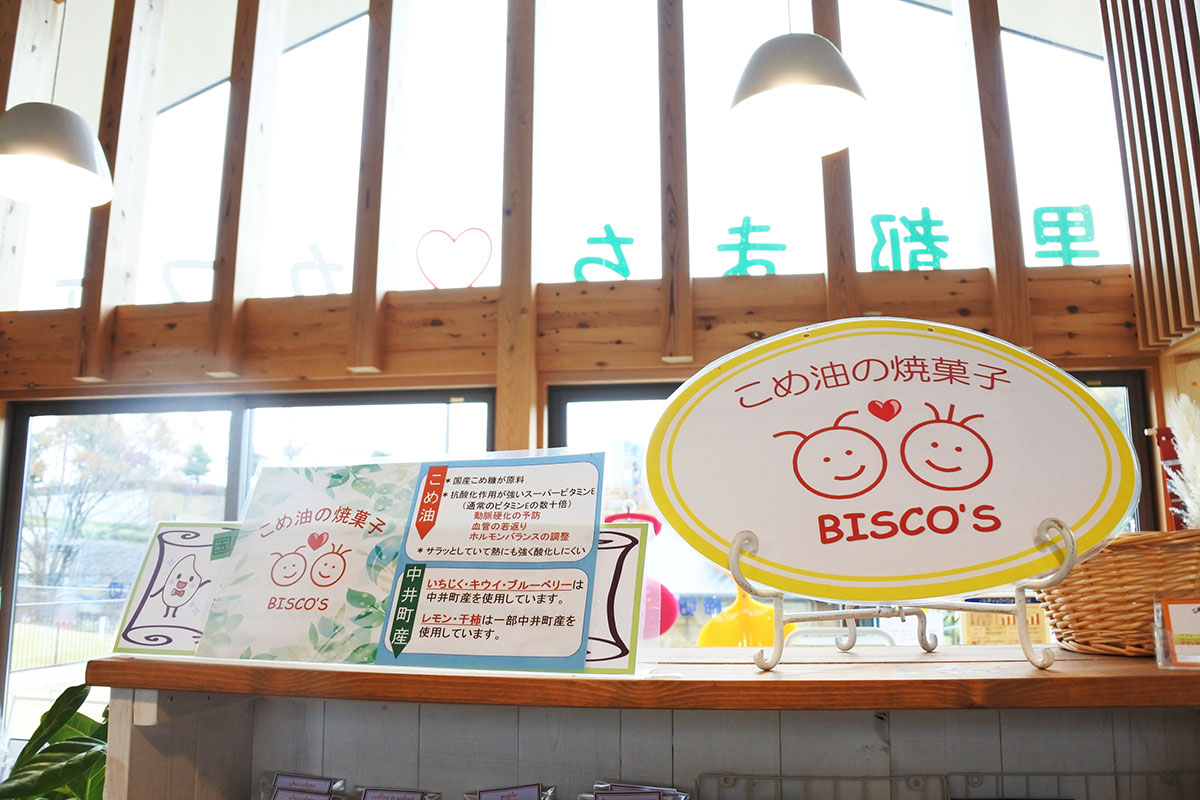 里都まち♡カフェ
こめ油の焼菓子
BISCO'S
国
こめ油の焼菓子
BISCO'S
こめ油
*国産こめ糠が原料
*抗酸化作用が強いスーパービタミンE
(通常のビタミンEの数十倍)
動脈硬化の予防
血管の若返り
ホルモンバランスの調整
*サラッとしていて熱にも強く酸化しにくい
中井町産
いちじく・キウイ・ブルーベリーは
中井町産を使用しています。
レモン・干柿は一部中井町産を
使用しています。
chocolate
maple